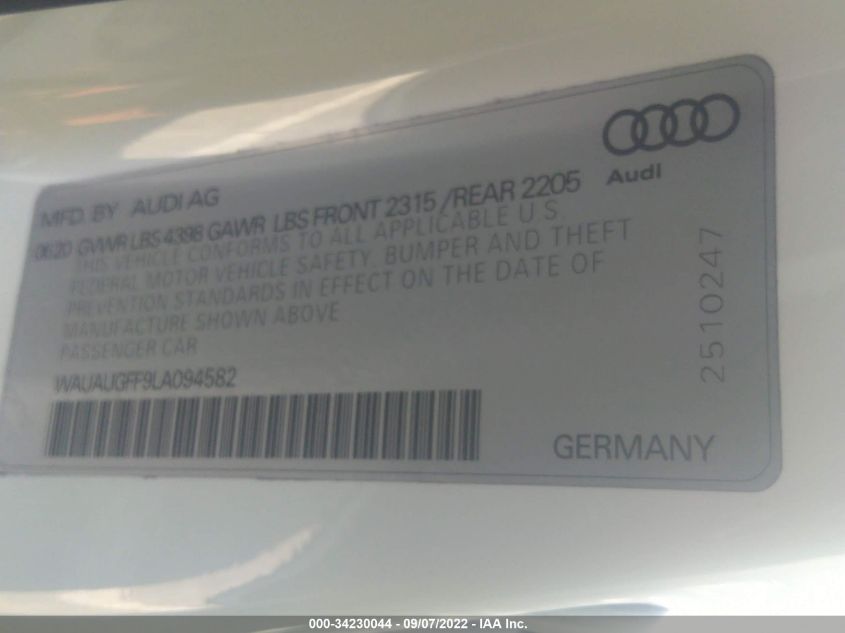 Audi
MFD. BY AUDI AG
06.20 GVWR LBS 4398 GAWR LBS FRONT 2315 /REAR 2205
THIS VEHICLE CONFORMS TO ALL APPLICABLE U.S.
FEDERAL MOTOR VEHICLE SAFETY, BUMPER AND THEFT
PREVENTION STANDARDS IN EFFECT ON THE DATE OF
MANUFACTURE SHOWN ABOVE
PASSENGER CAR
WAUAUGFF9LA094582
2510247
GERMANY
000-34230044 - 09/07/2022 - IAA Inc.